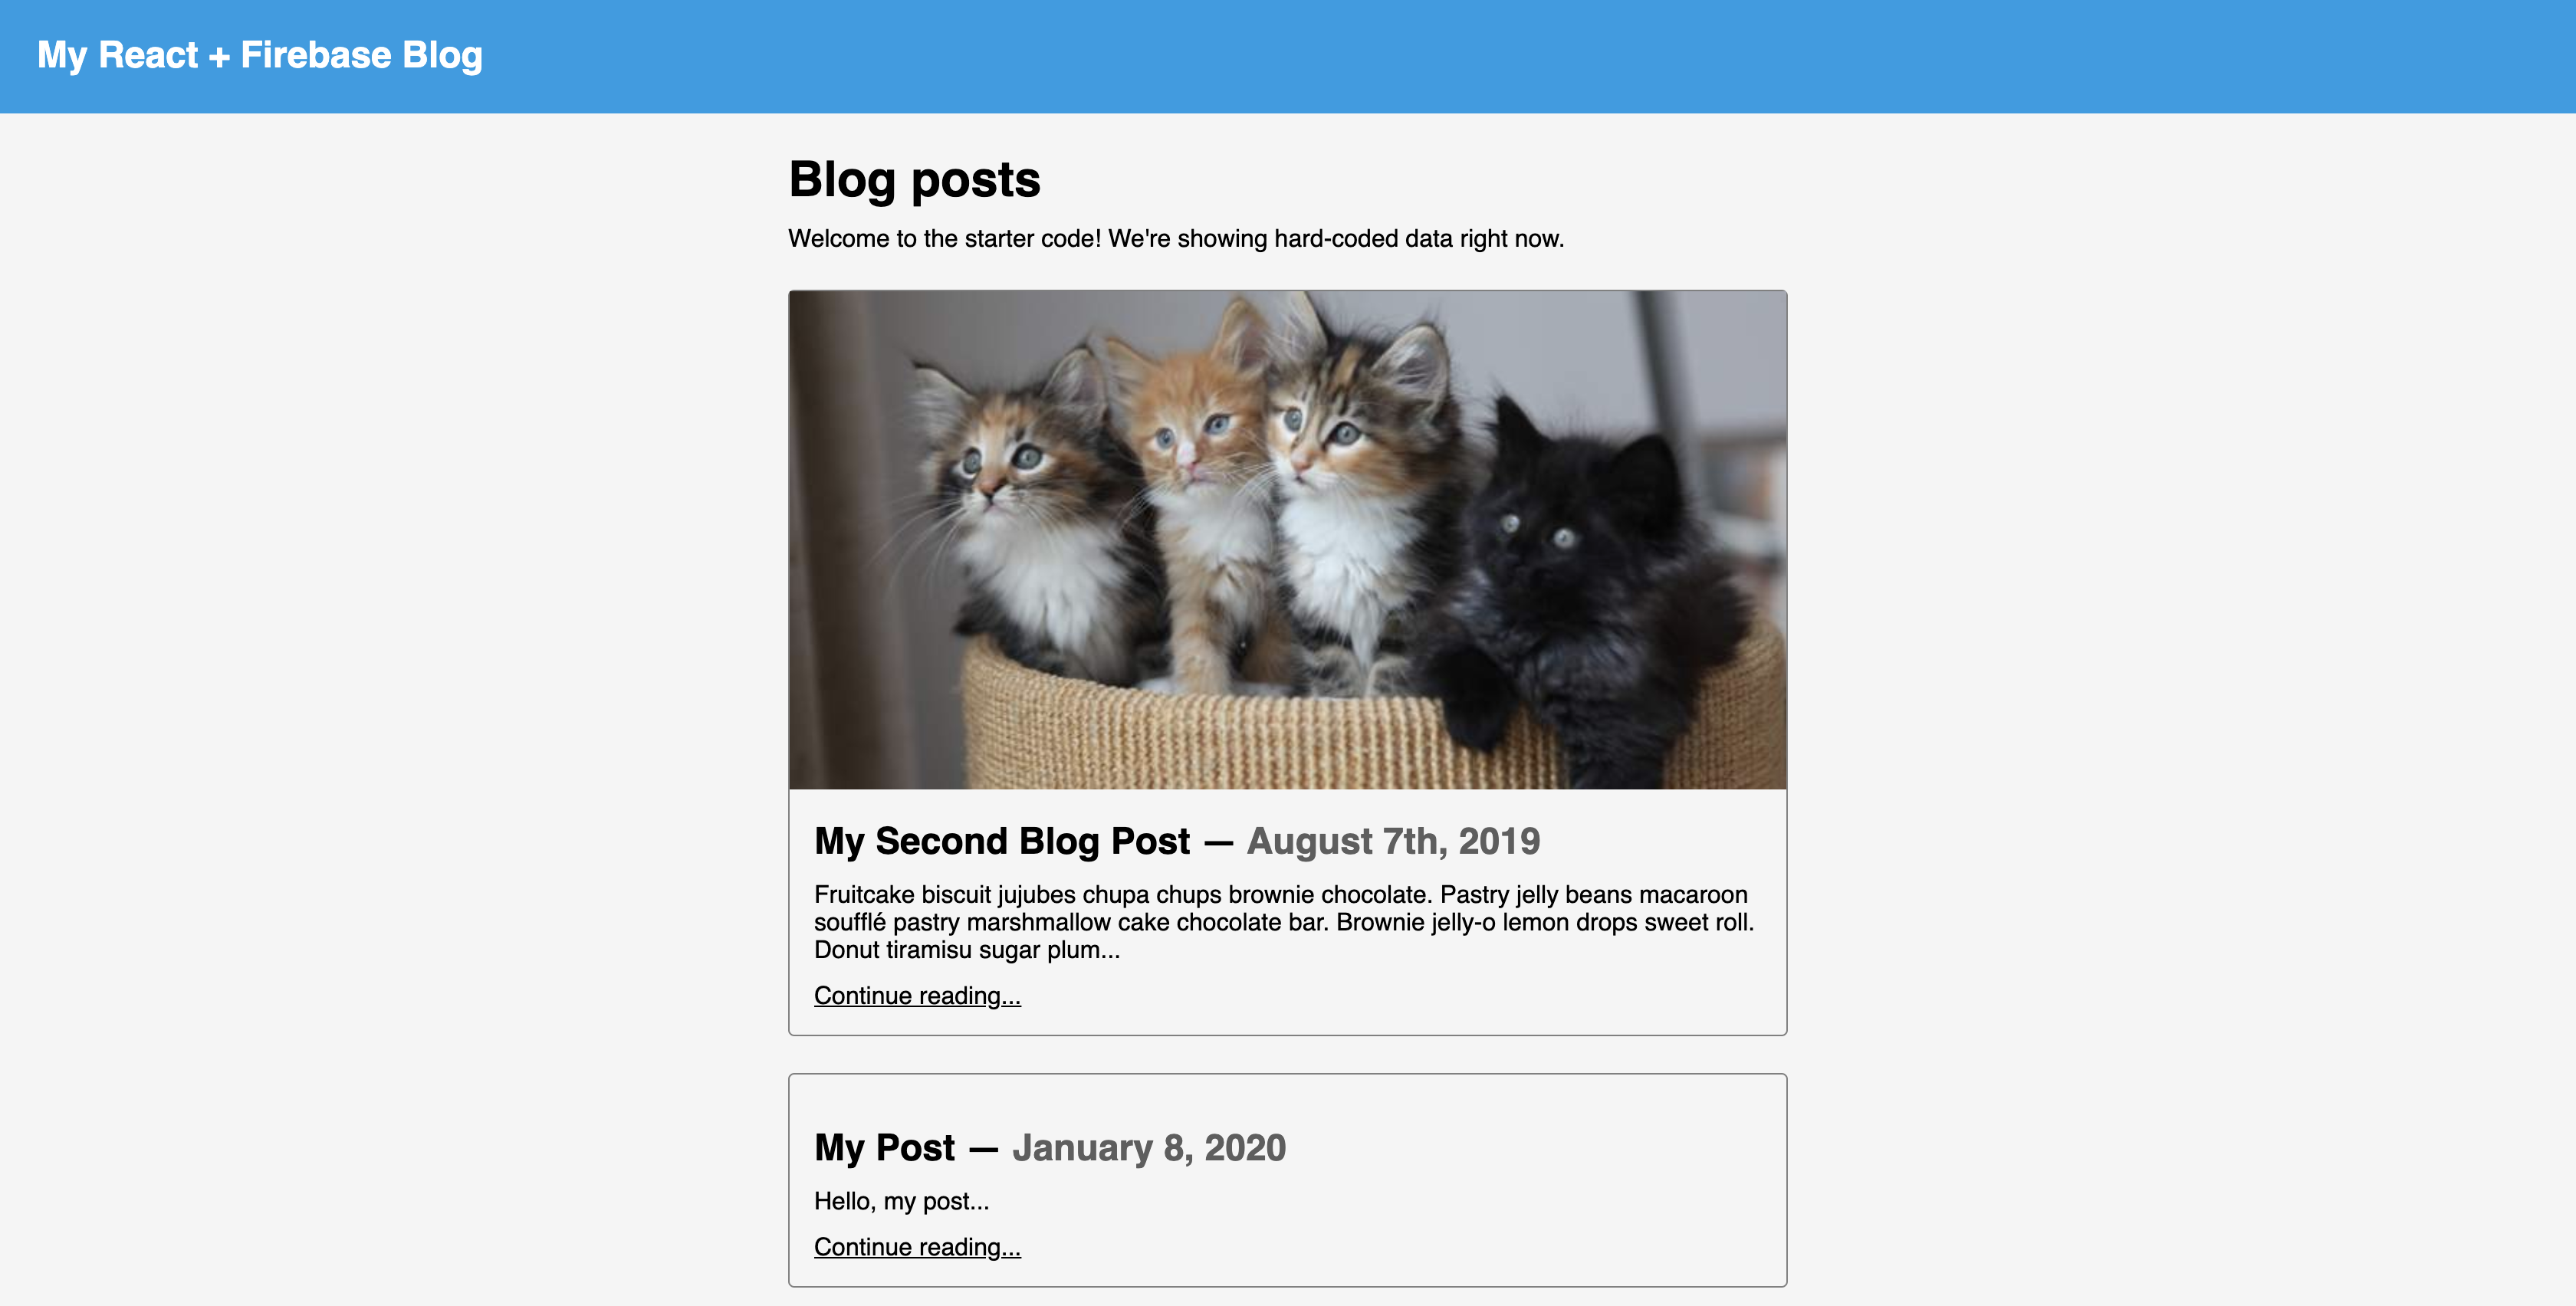 My React + Firebase Blog
Blog posts
Welcome to the starter code! We're showing hard-coded data right now.
My Second Blog Post — August 7th, 2019
Fruitcake biscuit jujubes chupa chups brownie chocolate. Pastry jelly beans macaroon
soufflé pastry marshmallow cake chocolate bar. Brownie jelly-o lemon drops sweet roll.
Donut tiramisu sugar plum...
Continue reading...
My Post — January 8, 2020
Hello, my post...
Continue reading...